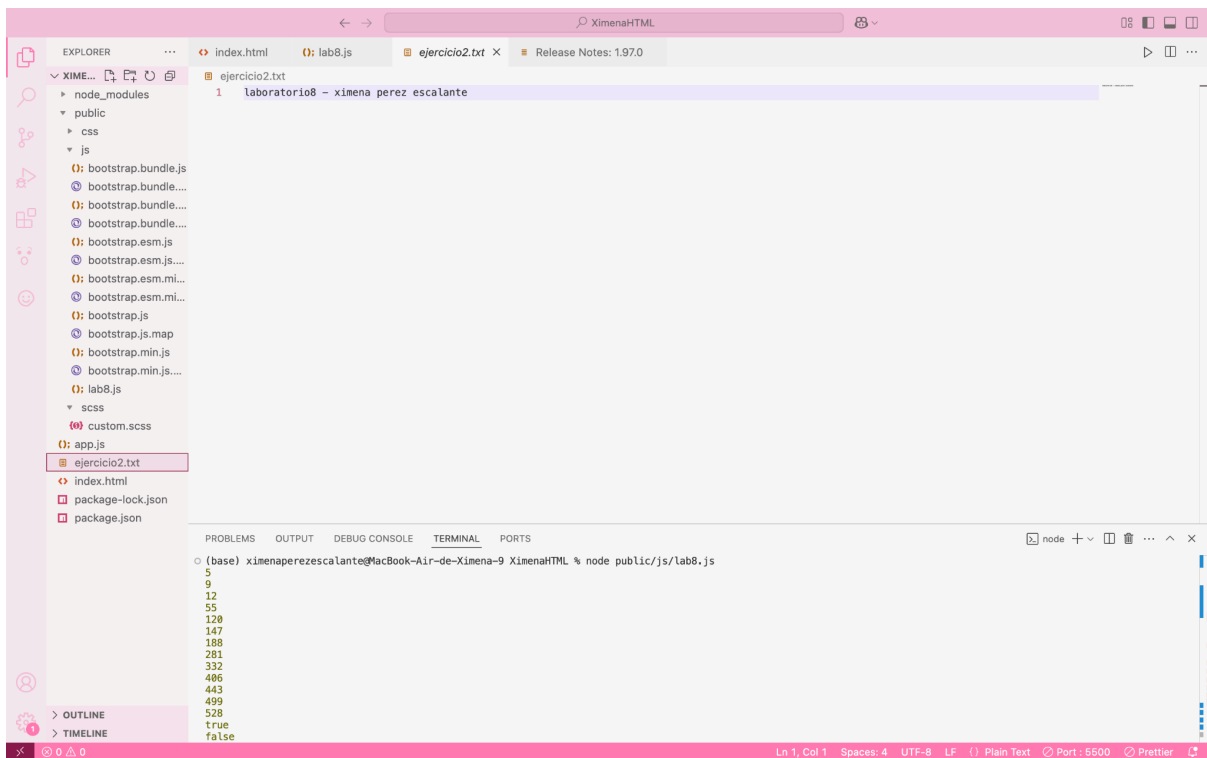 XimenaHTML
EXPLORER ...
index.html
lab8.js
ejercicio2.txt
Release Notes: 1.97.0
XIME...
node_modules
public
css
js
bootstrap.bundle.js
bootstrap.bundle....
bootstrap.bundle....
bootstrap.bundle....
bootstrap.esm.js
bootstrap.esm.js....
bootstrap.esm.mi...
bootstrap.esm.mi...
bootstrap.js
bootstrap.js.map
bootstrap.min.js
bootstrap.min.js....
lab8.js
scss
custom.scss
app.js
ejercicio2.txt
index.html
package-lock.json
package.json
OUTLINE
TIMELINE
1
ejercicio2.txt
1 laboratorio8 - ximena perez escalante
PROBLEMS OUTPUT DEBUG CONSOLE TERMINAL PORTS
node
(base) ximenaperezescalante@MacBook-Air-de-Ximena-9 XimenaHTML % node public/js/lab8.js
5
9
12
55
120
147
188
281
332
406
443
499
528
true
false
0 0
Ln 1, Col 1 Spaces: 4 UTF-8 LF {} Plain Text Port : 5500 Prettier